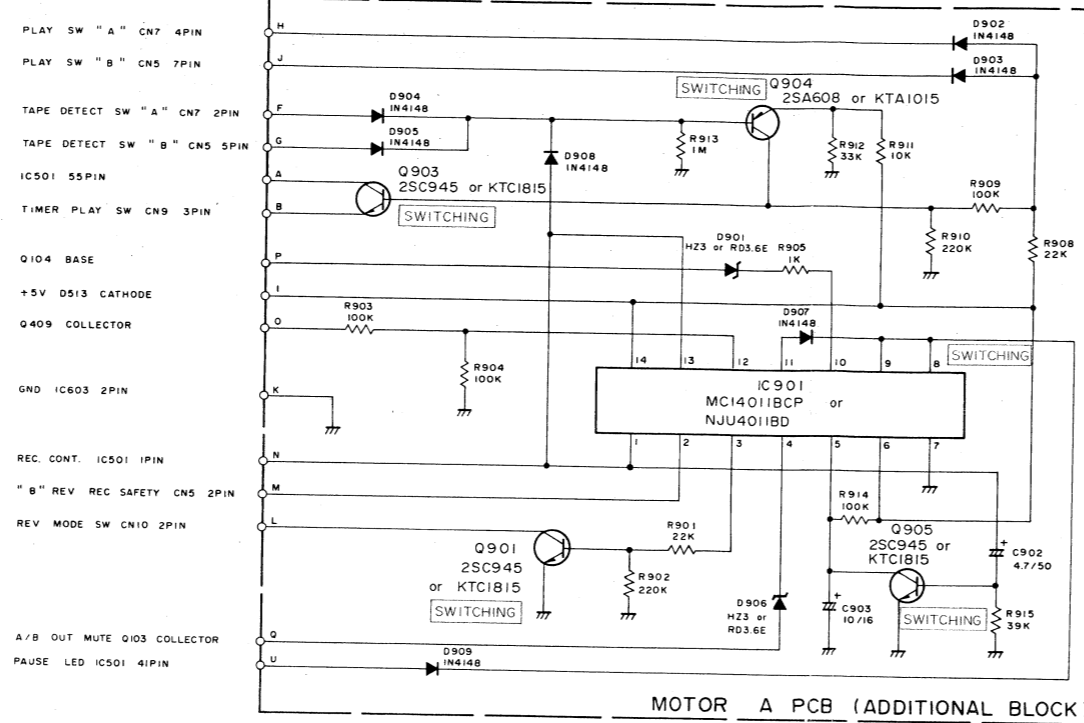 PLAY SW "A" CN7 4PIN
H
D902
1N4148
PLAY SW "B" CN5 7PIN
J
D903
1N4148
SWITCHING
Q904
2SA608 or KTA1015
TAPE DETECT SW "A" CN7 2PIN
F
D904
1N4148
TAPE DETECT SW "B" CN5 5PIN
G
D905
1N4148
R913
1M
R912
33K
R911
10K
D908
1N4148
IC501 55PIN
A
Q903
2SC945 or KTC1815
R909
100K
TIMER PLAY SW CN9 3PIN
B
SWITCHING
R910
220K
R908
22K
Q104 BASE
P
D901
HZ3 or RD3.6E
R905
1K
+5V D513 CATHODE
I
Q409 COLLECTOR
O
R903
100K
D907
1N4148
R904
100K
14
13
12
11
10
9
8
SWITCHING
IC901
MC14011BCP or
NJU4011BD
GND IC603 2PIN
K
1
2
3
4
5
6
7
REC. CONT. IC501 1PIN
N
"B" REV REC SAFETY CN5 2PIN
M
REV MODE SW CN10 2PIN
L
R914
100K
Q905
2SC945 or
KTC1815
Q901
2SC945
or KTC1815
SWITCHING
R901
22K
R902
220K
C902
4.7/50
D906
HZ3 or
RD3.6E
C903
10/16
SWITCHING
R915
39K
+
+
A/B OUT MUTE Q103 COLLECTOR
Q
PAUSE LED IC501 41PIN
U
D909
1N4148
MOTOR A PCB (ADDITIONAL BLOCK